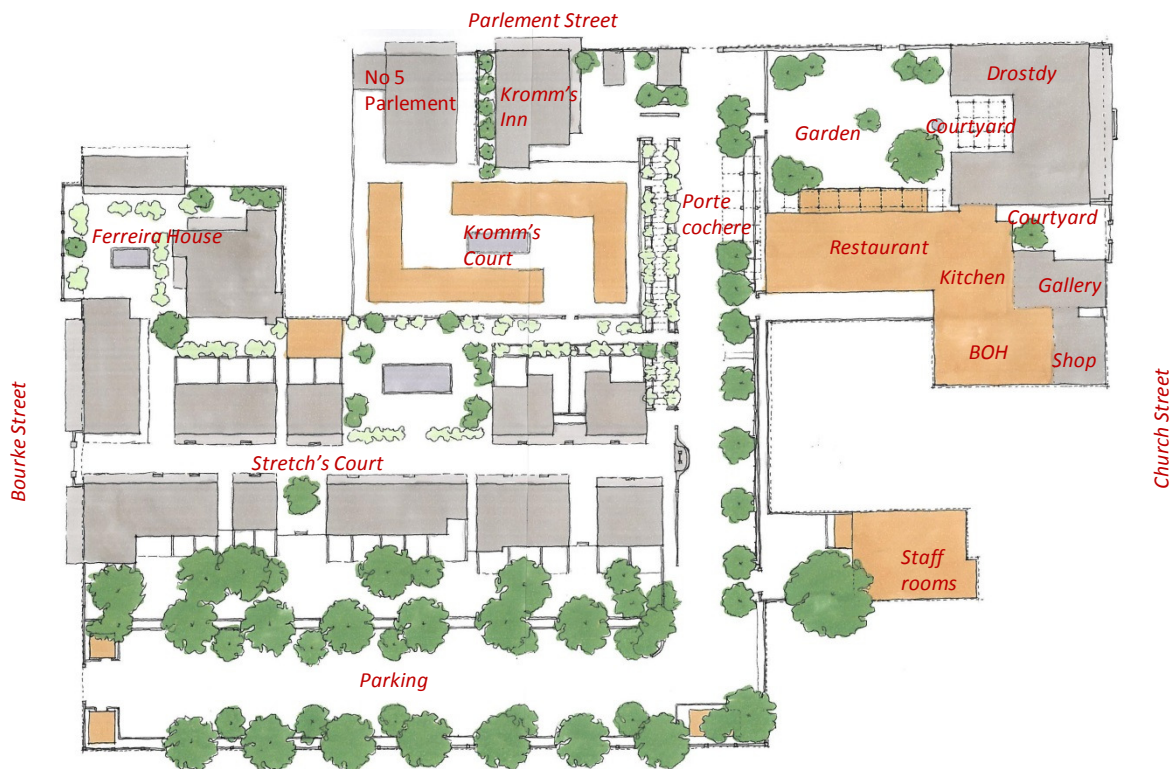 Parlement Street
No 5
Parlement
Kromm's
Inn
Drostdy
Courtyard
Garden
Ferreira House
Kromm's
Court
Porte
cochere
Courtyard
Restaurant
Kitchen
Gallery
BOH
Shop
Bourke Street
Church Street
Stretch's Court
Staff
rooms
Parking